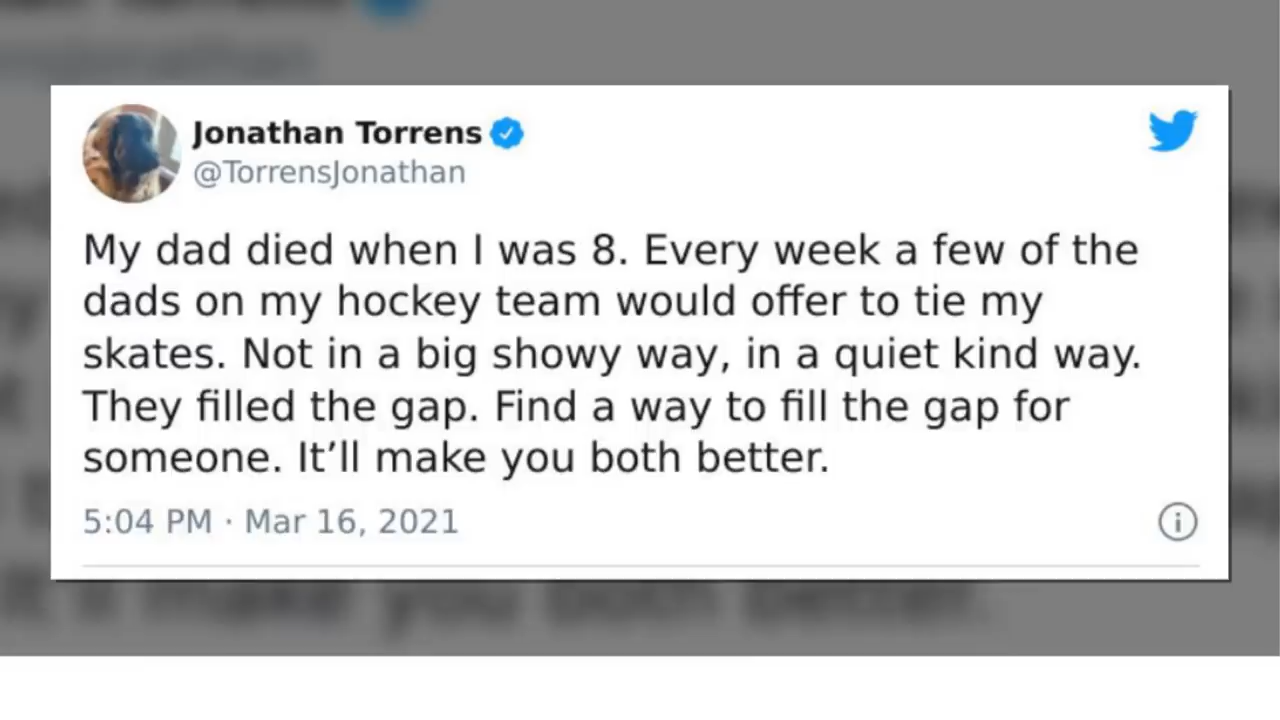 Jonathan Torrens
@TorrensJonathan
My dad died when I was 8. Every week a few of the
dads on my hockey team would offer to tie my
skates. Not in a big showy way, in a quiet kind way.
They filled the gap. Find a way to fill the gap for
someone. It’ll make you both better.
5:04 PM · Mar 16, 2021